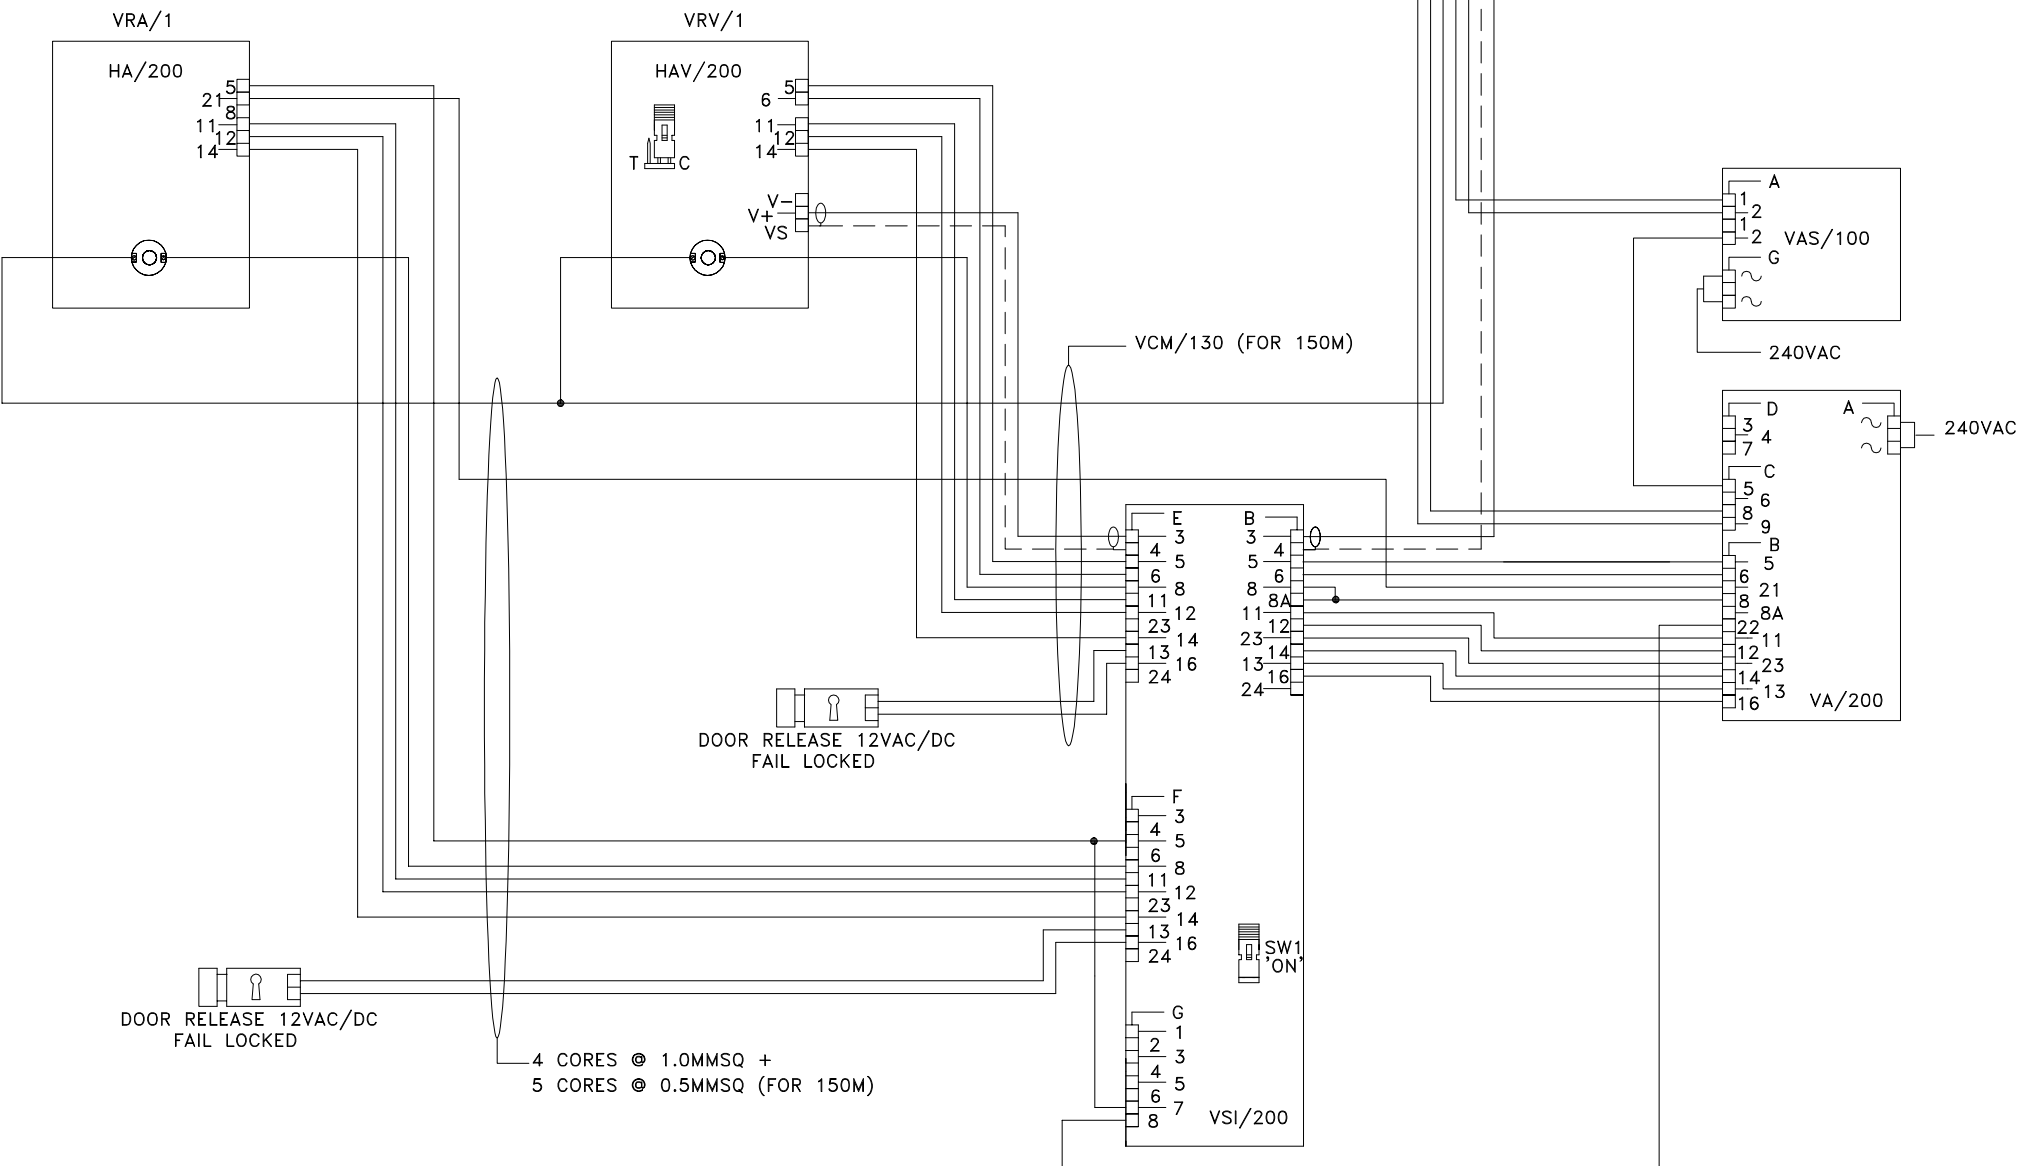 VRA/1
HA/200
5
21
8
11
12
14
VRV/1
HAV/200
T
C
5
6
11
12
14
V-
V+
VS
A
1
2
1
2
VAS/100
G
240VAC
VCM/130 (FOR 150M)
D
A
3
4
7
240VAC
C
5
6
8
9
B
5
6
21
8
8A
22
11
12
23
14
13
16
VA/200
E
3
4
5
6
8
11
12
23
14
13
16
24
B
3
4
5
6
8
8A
11
12
23
14
13
16
24
DOOR RELEASE 12VAC/DC
FAIL LOCKED
F
3
4
5
6
8
11
12
23
14
13
16
24
SW1
'ON'
DOOR RELEASE 12VAC/DC
FAIL LOCKED
G
1
2
3
4
5
6
7
8
VSI/200
4 CORES @ 1.0MMSQ +
5 CORES @ 0.5MMSQ (FOR 150M)